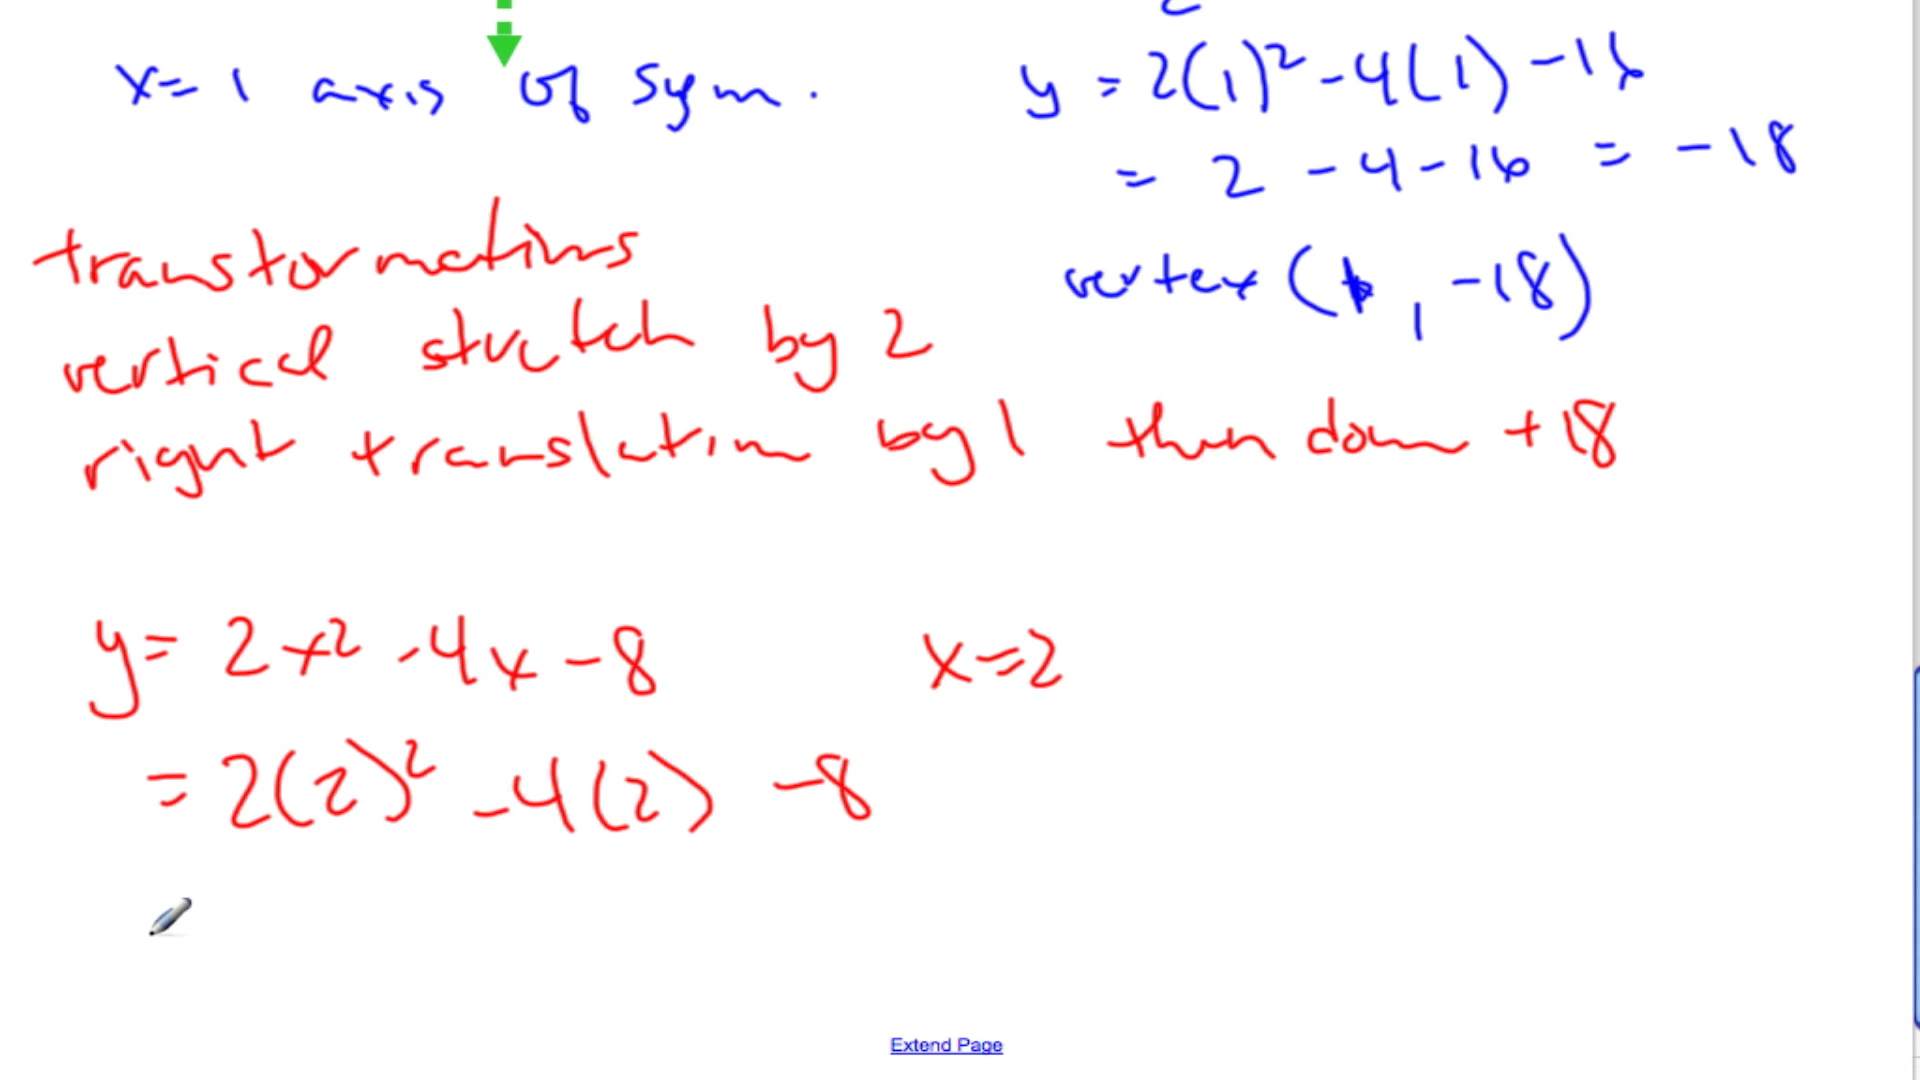 x = 1 axis of sym.
y = 2(1)² - 4(1) - 16
= 2 - 4 - 16 = -18
vertex (1, -18)
transformations
vertical stretch by 2
right translation by 1 then down +18
y = 2x² - 4x - 8 x = 2
= 2(2)² - 4(2) - 8
Extend Page